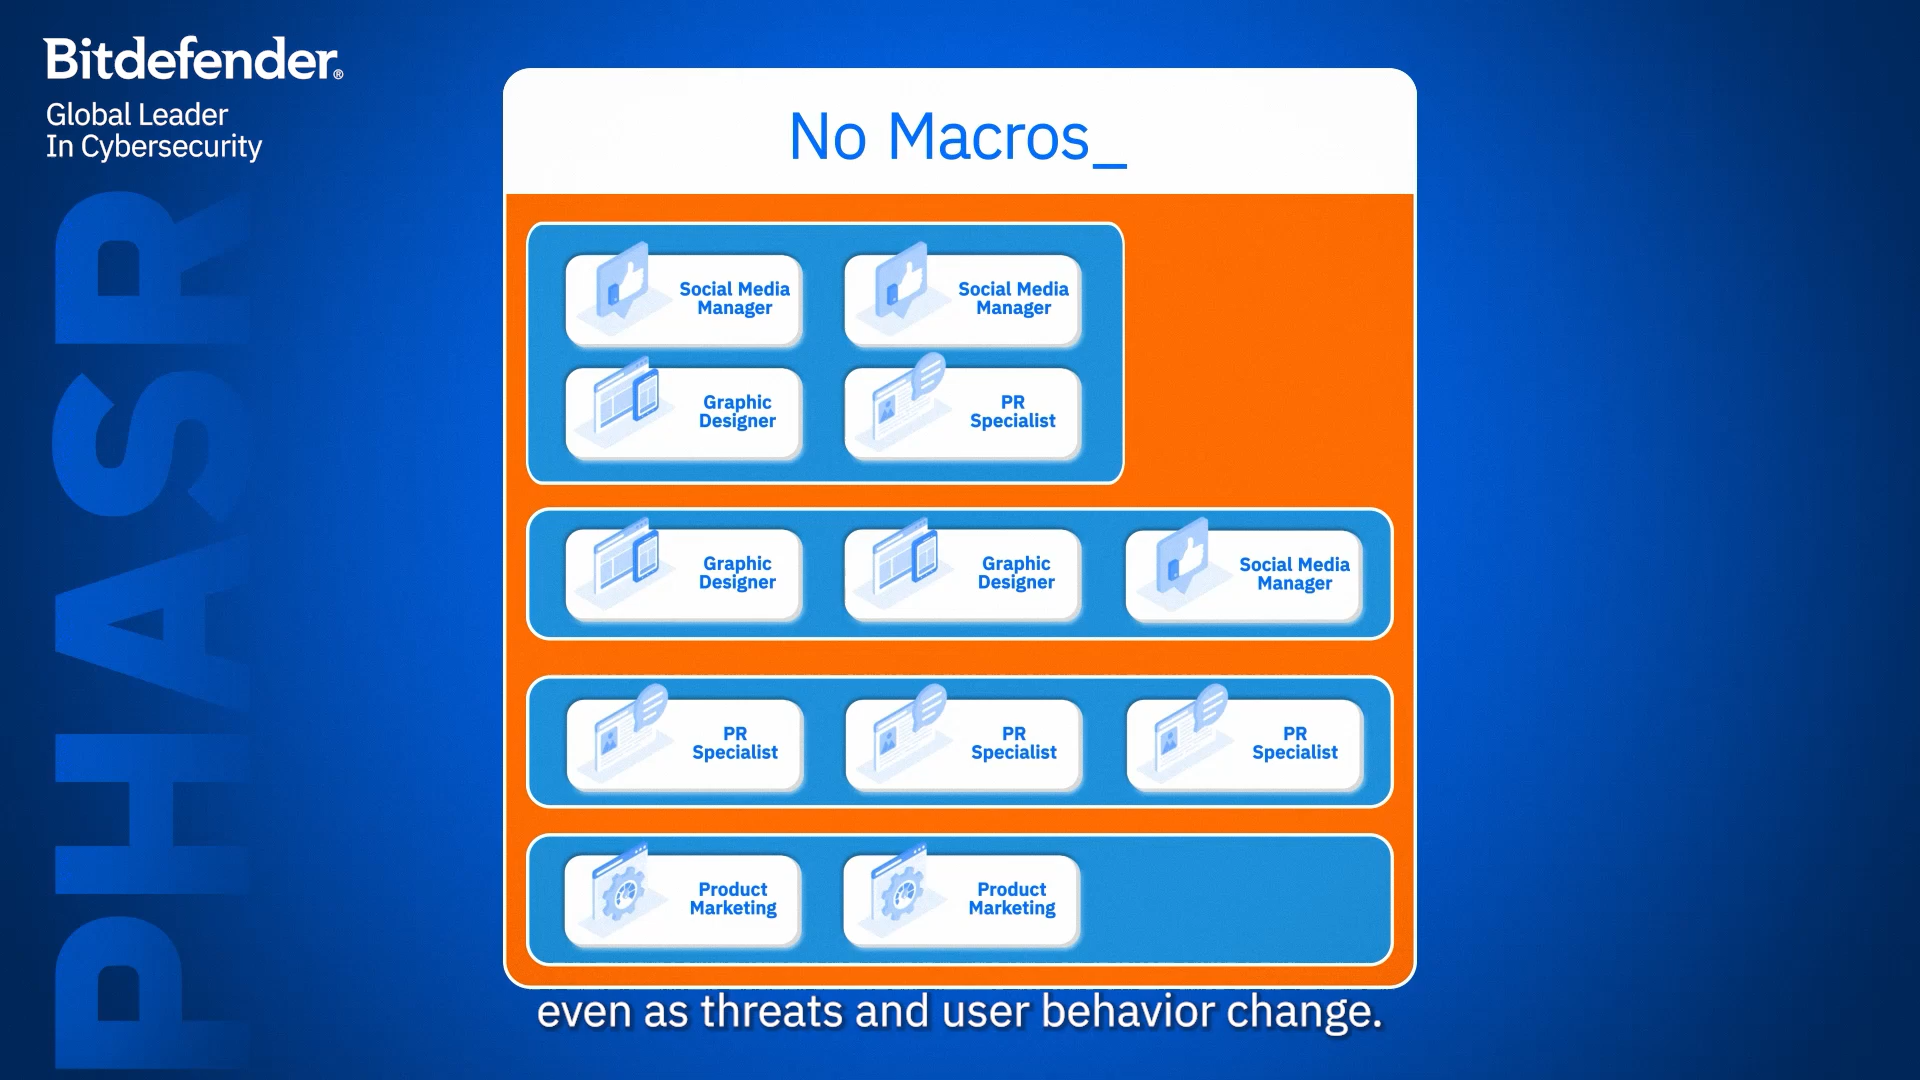 Bitdefender®
Global Leader
In Cybersecurity
PHASR
No Macros_
Social Media
Manager
Social Media
Manager
Graphic
Designer
PR
Specialist
Graphic
Designer
Graphic
Designer
Social Media
Manager
PR
Specialist
PR
Specialist
PR
Specialist
Product
Marketing
Product
Marketing
even as threats and user behavior change.